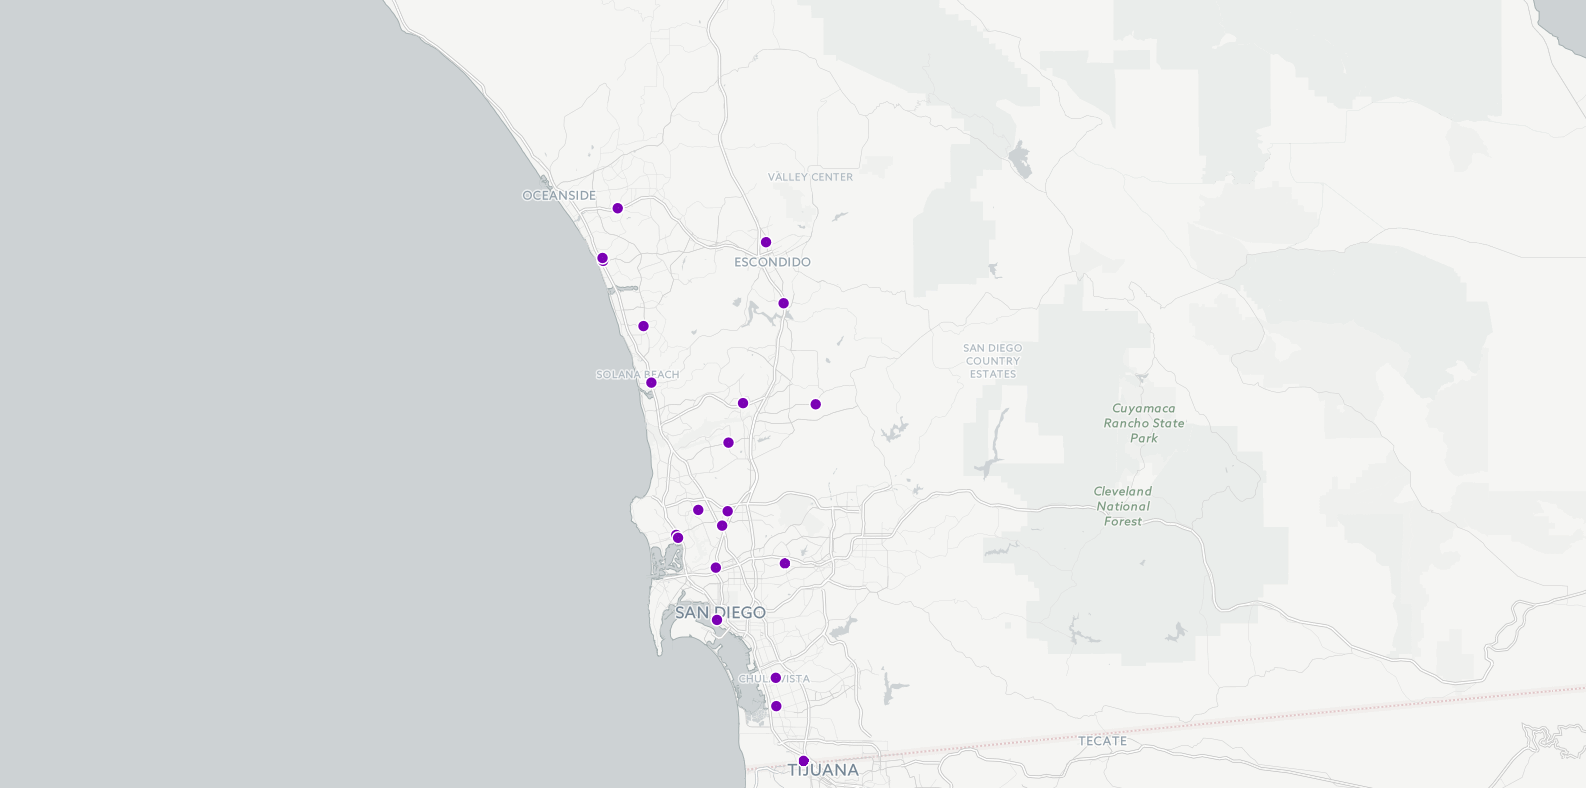 VALLEY CENTER
OCEANSIDE
ESCONDIDO
SAN DIEGO
COUNTRY
ESTATES
SOLANA BEACH
Cuyamaca
Rancho State
Park
Cleveland
National
Forest
SAN DIEGO
CHULA VISTA
TECATE
TIJUANA